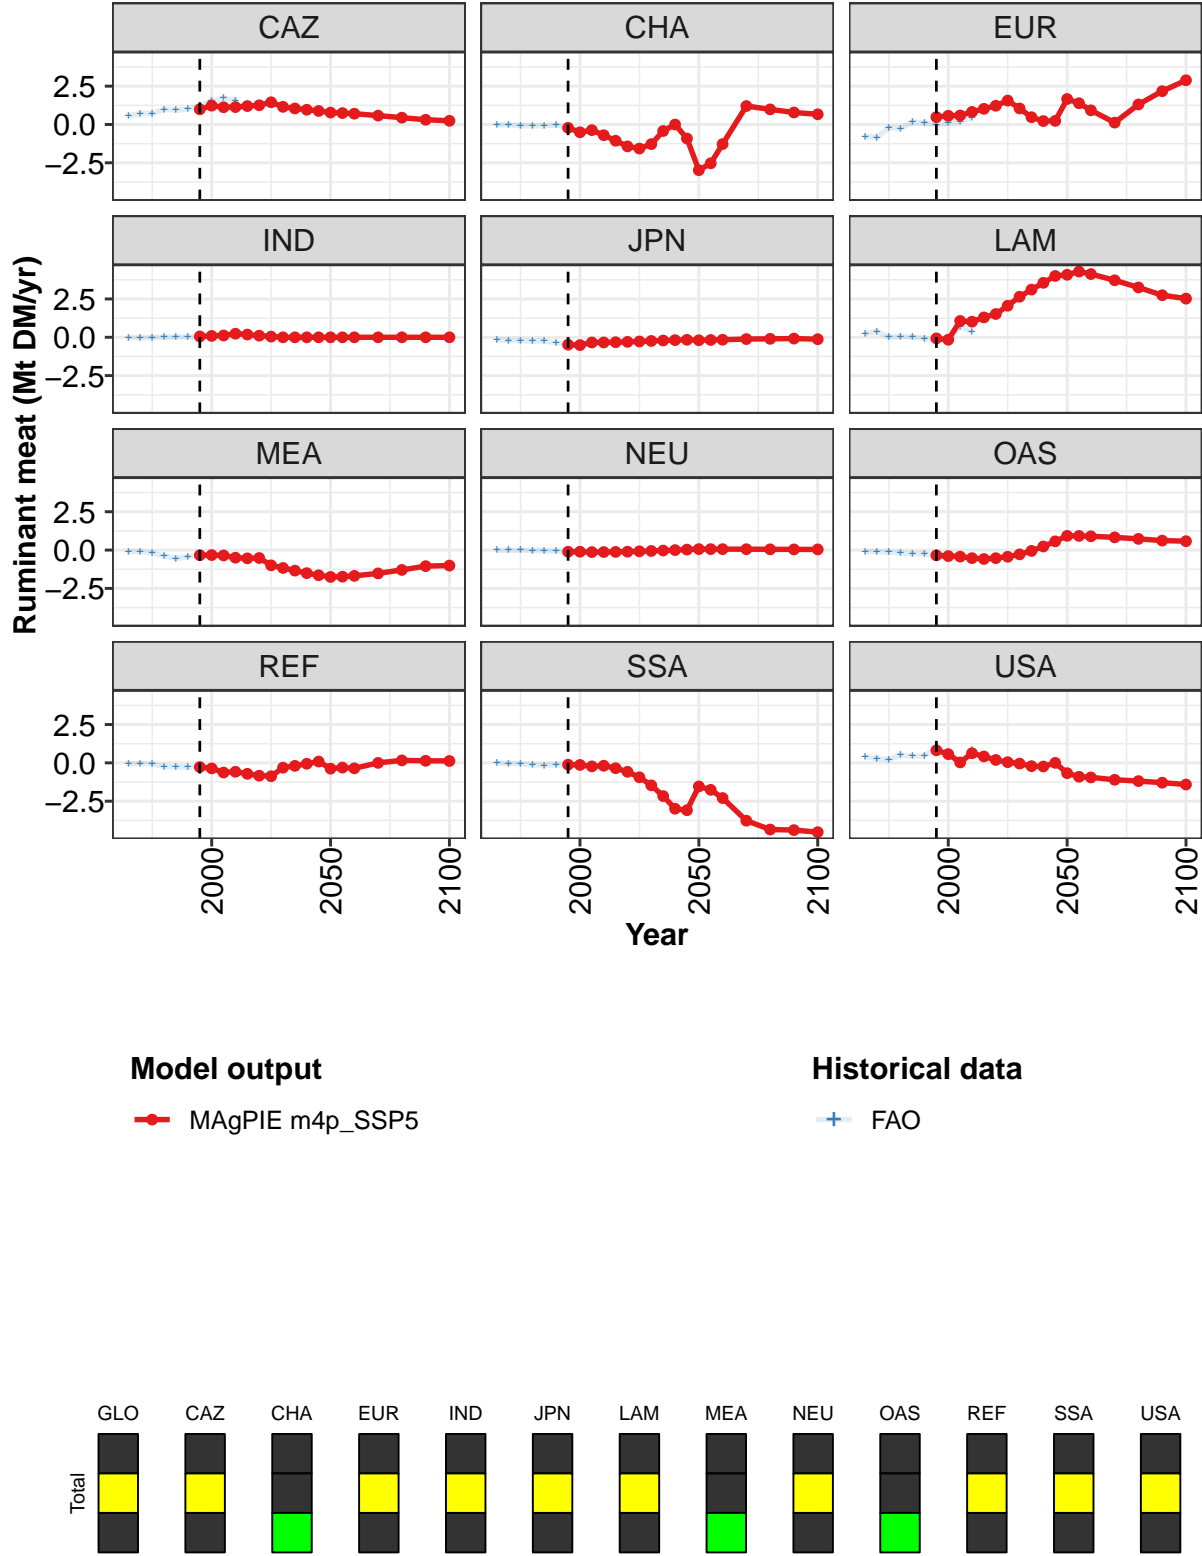 CAZ CHA EUR
2.5
0.0
−2.5
IND JPN LAM
2.5
0.0
−2.5
MEA NEU OAS
2.5
0.0
−2.5
REF SSA USA
2.5
0.0
−2.5
Ruminant meat (Mt DM/yr)
2000 2050 2100 2000 2050 2100 2000 2050 2100
Year
Model output
MAgPIE m4p_SSP5
Historical data
FAO
GLO CAZ CHA EUR IND JPN LAM MEA NEU OAS REF SSA USA
Total